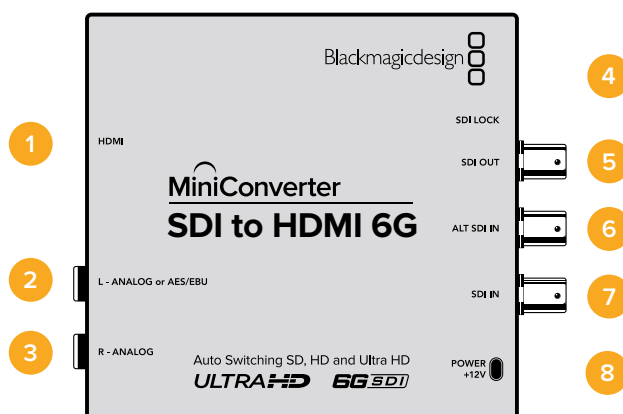 Blackmagicdesign
4
SDI LOCK
1
HDMI
SDI OUT
5
MiniConverter
SDI to HDMI 6G
ALT SDI IN
6
2
L - ANALOG or AES/EBU
SDI IN
7
3
R - ANALOG
Auto Switching SD, HD and Ultra HD
POWER
+12V
8
ULTRA HD 6G SDI